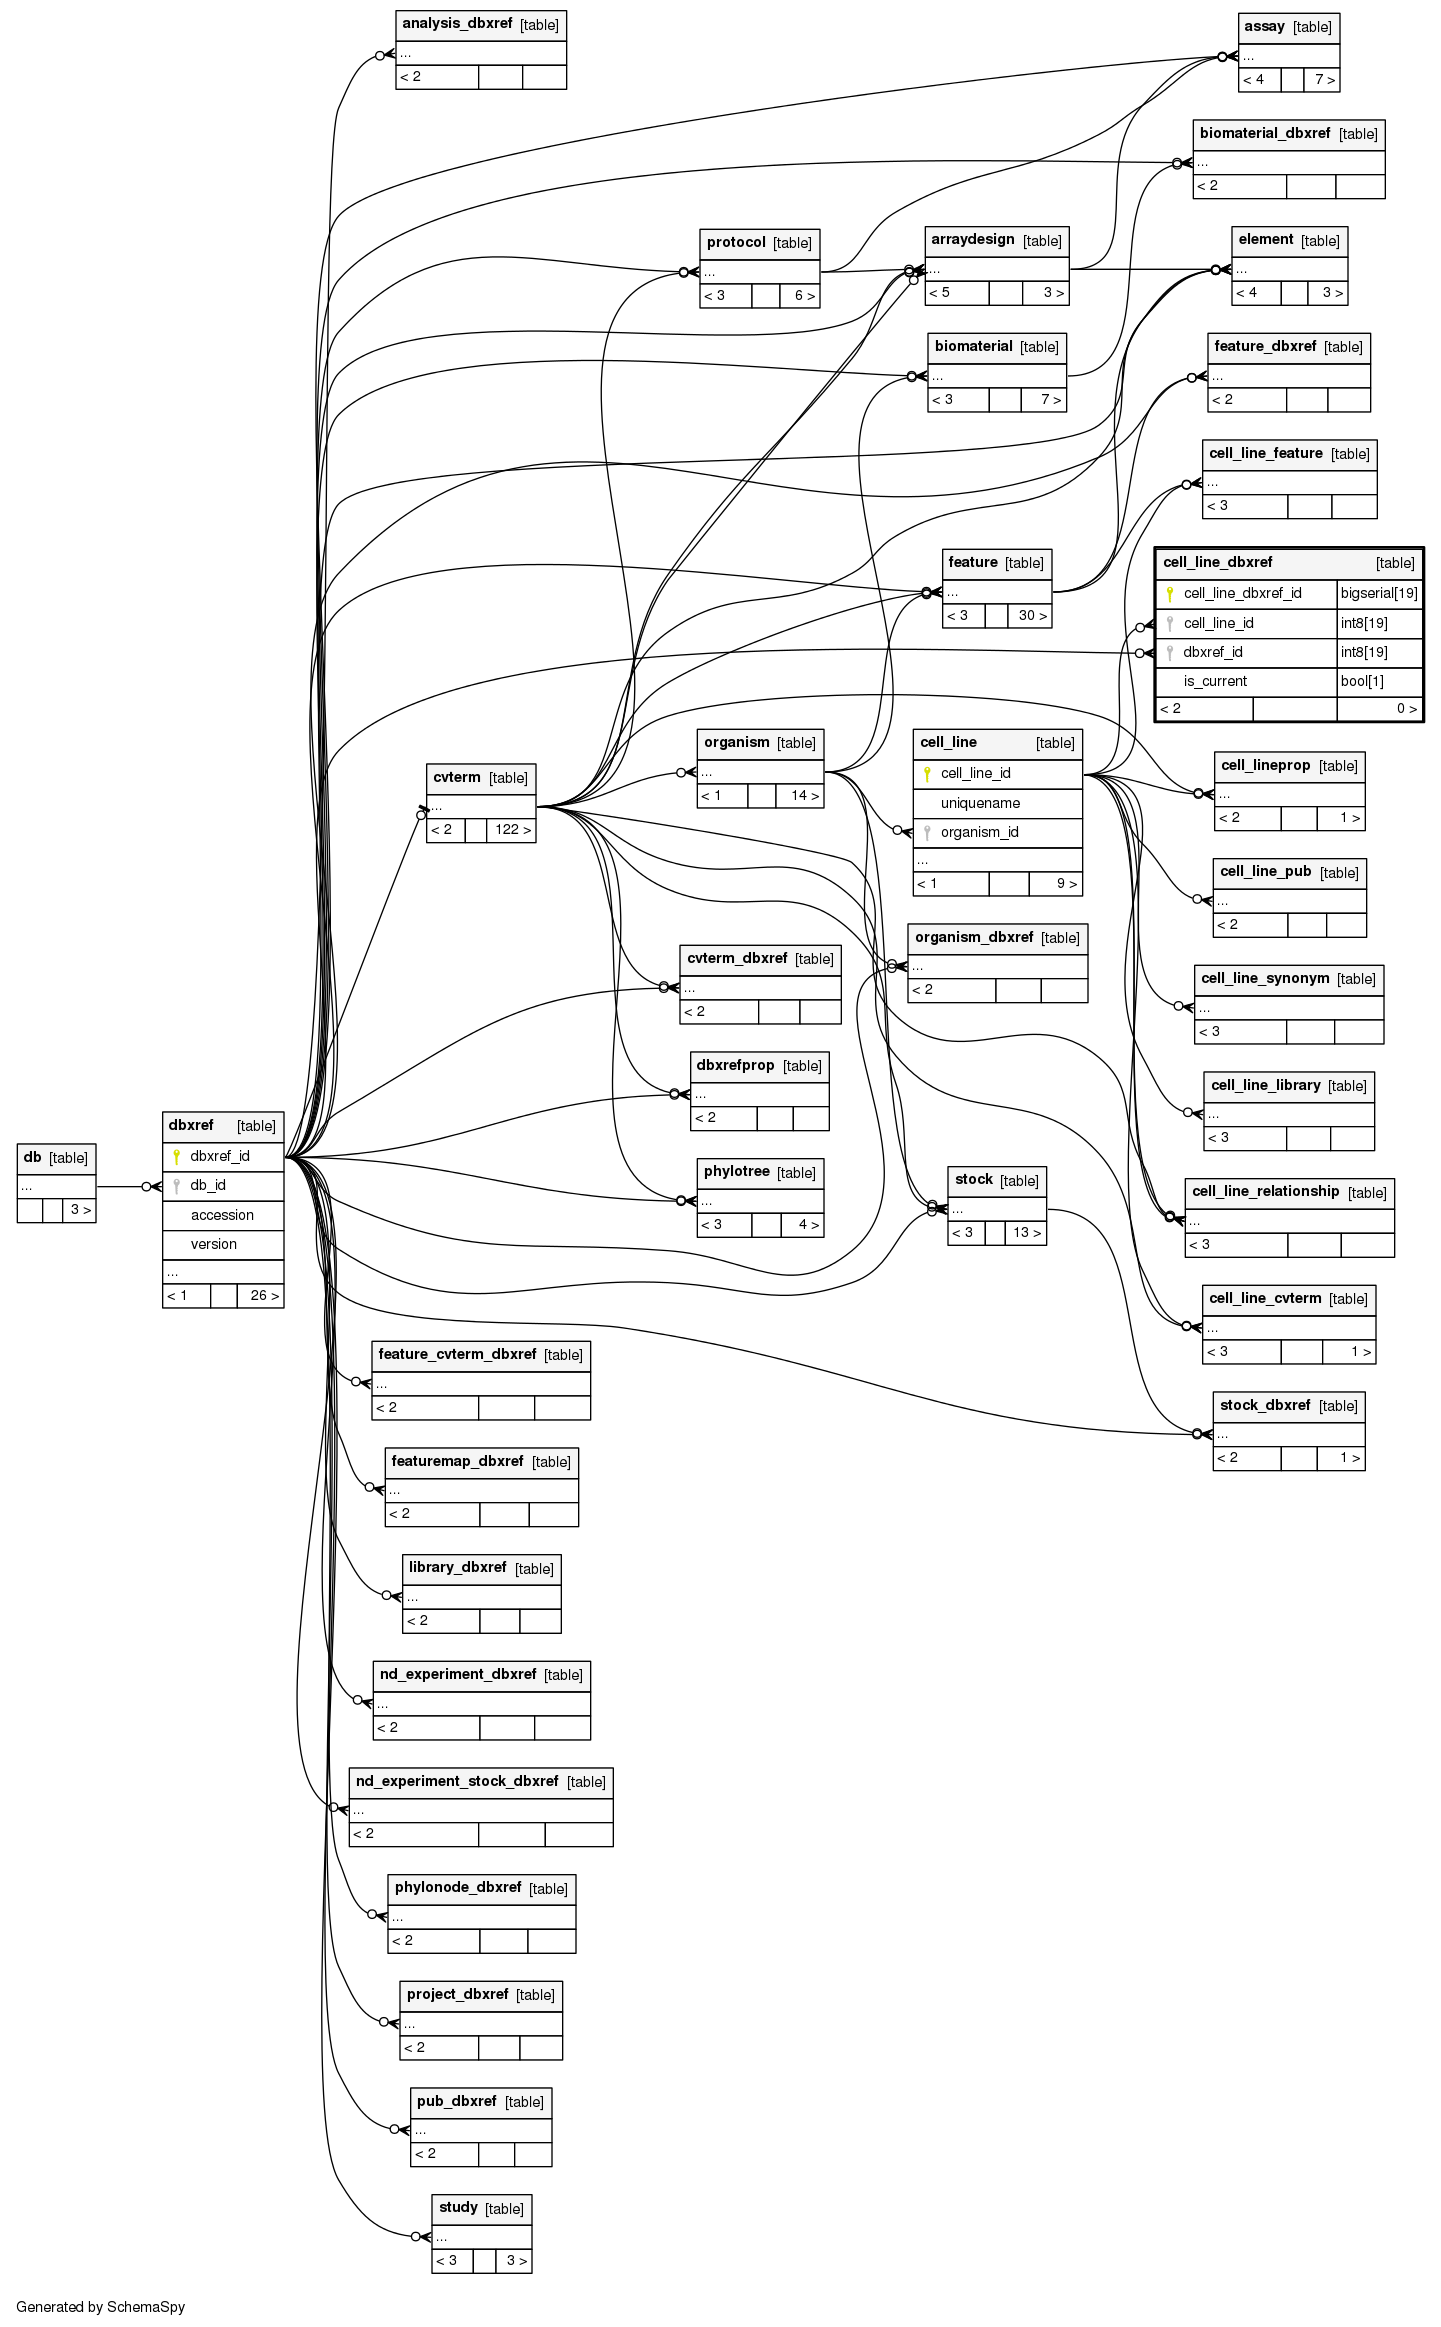 analysis_dbxref [table]
...
< 2
assay [table]
...
< 4 7 >
biomaterial_dbxref [table]
...
< 2
protocol [table]
...
< 3 6 >
arraydesign [table]
...
< 5 3 >
element [table]
...
< 4 3 >
biomaterial [table]
...
< 3 7 >
feature_dbxref [table]
...
< 2
cell_line_feature [table]
...
< 3
feature [table]
...
< 3 30 >
cell_line_dbxref [table]
cell_line_dbxref_id bigserial[19]
cell_line_id int8[19]
dbxref_id int8[19]
is_current bool[1]
< 2 0 >
organism [table]
...
< 1 14 >
cell_line [table]
cell_line_id
uniquename
organism_id
...
< 1 9 >
cell_lineprop [table]
...
< 2 1 >
cvterm [table]
...
< 2 122 >
cell_line_pub [table]
...
< 2
cvterm_dbxref [table]
...
< 2
organism_dbxref [table]
...
< 2
cell_line_synonym [table]
...
< 3
dbxrefprop [table]
...
< 2
cell_line_library [table]
...
< 3
db [table]
...
3 >
dbxref [table]
dbxref_id
db_id
accession
version
...
< 1 26 >
phylotree [table]
...
< 3 4 >
stock [table]
...
< 3 13 >
cell_line_relationship [table]
...
< 3
cell_line_cvterm [table]
...
< 3 1 >
feature_cvterm_dbxref [table]
...
< 2
stock_dbxref [table]
...
< 2 1 >
featuremap_dbxref [table]
...
< 2
library_dbxref [table]
...
< 2
nd_experiment_dbxref [table]
...
< 2
nd_experiment_stock_dbxref [table]
...
< 2
phylonode_dbxref [table]
...
< 2
project_dbxref [table]
...
< 2
pub_dbxref [table]
...
< 2
study [table]
...
< 3 3 >
Generated by SchemaSpy